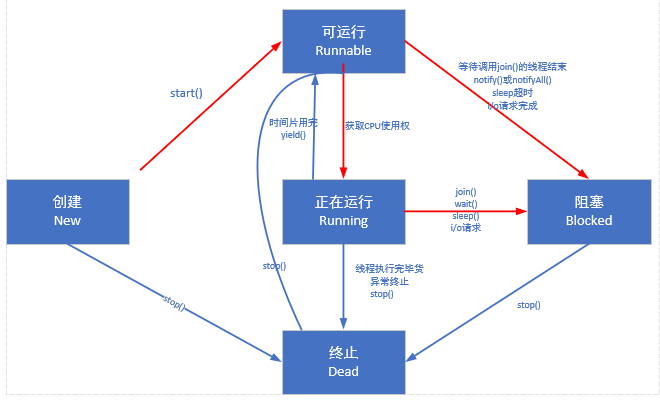 可运行
Runnable
start()
等待调用join()的线程结束
notify()或notifyAll()
sleep超时
i/o请求完成
时间片用完
yield()
获取CPU使用权
创建
New
正在运行
Running
join()
wait()
sleep()
i/o请求
阻塞
Blocked
stop()
stop()
线程执行完毕货
异常终止
stop()
stop()
终止
Dead